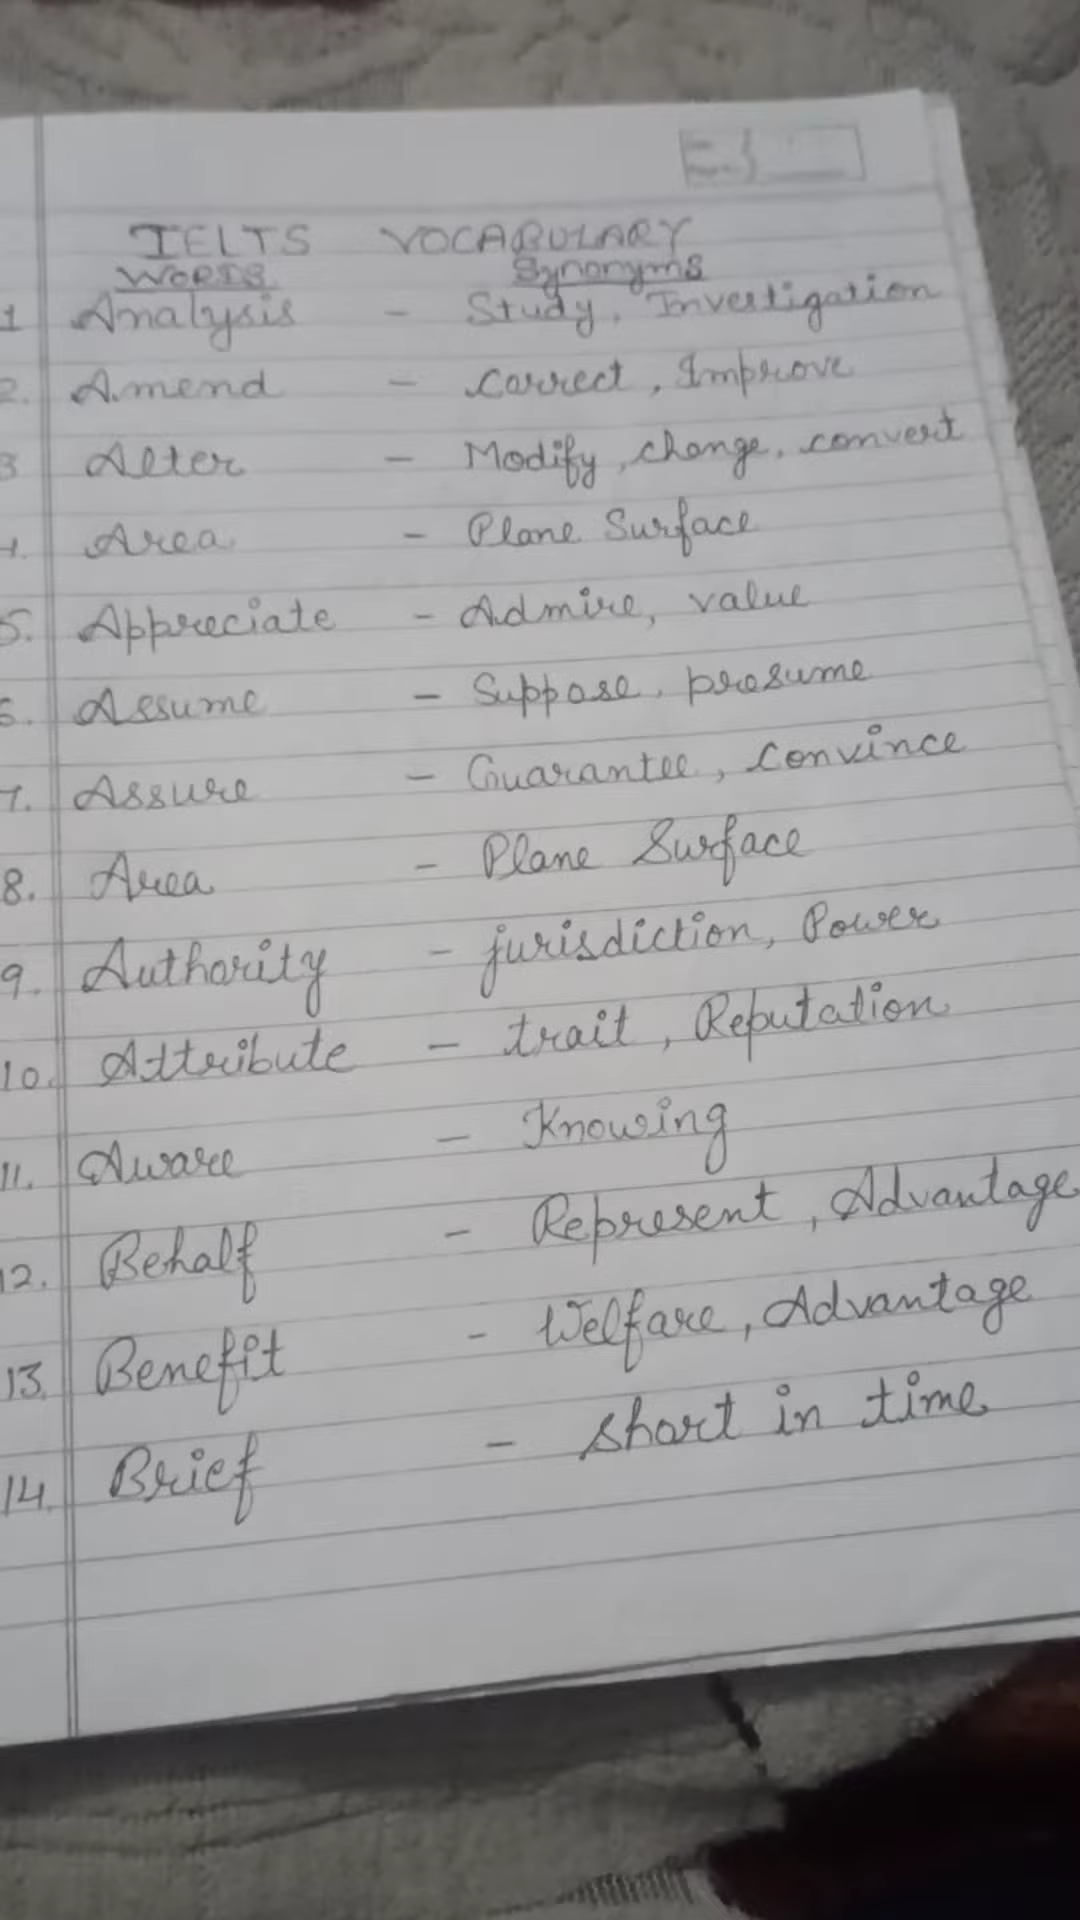 IELTS VOCABULARY
WORDS Synonyms
1 Analysis - Study, Investigation
2. Amend - correct, Improve
3 Alter - Modify, change, convert
4. Area - Plane Surface
5. Appreciate - Admire, value
6. Assume - Suppose, presume
7. Assure - Guarantee, Convince
8. Area - Plane Surface
9. Authority - jurisdiction, Power
10. Attribute - trait, Reputation
11. Aware - Knowing
12. Behalf - Represent, Advantage
13. Benefit - Welfare, Advantage
14. Brief - short in time